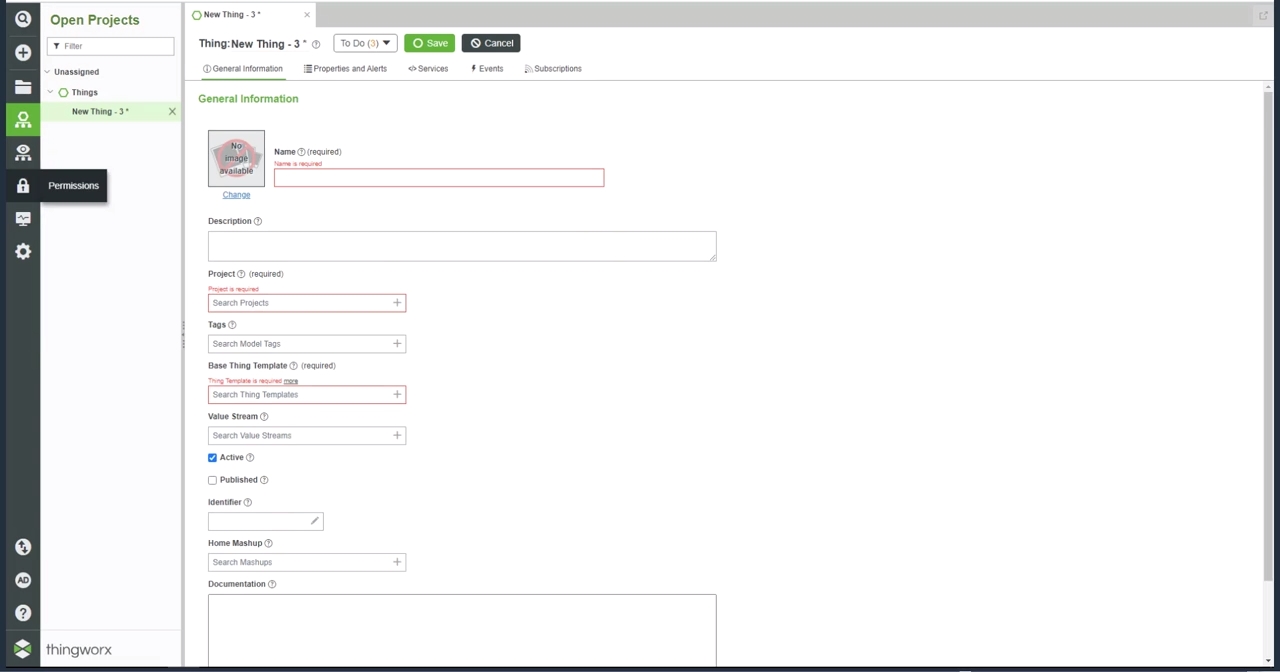 Open Projects
Filter
Unassigned
Things
New Thing - 3 *
Permissions
AD
thingworx
New Thing - 3 *
Thing: New Thing - 3 *
To Do (3)
Save
Cancel
General Information
Properties and Alerts
Services
Events
Subscriptions
General Information
No image available
Change
Name (required)
Name is required
Description
Project (required)
Project is required
Search Projects
Tags
Search Model Tags
Base Thing Template (required)
Thing Template is required more
Search Thing Templates
Value Stream
Search Value Streams
Active
Published
Identifier
Home Mashup
Search Mashups
Documentation